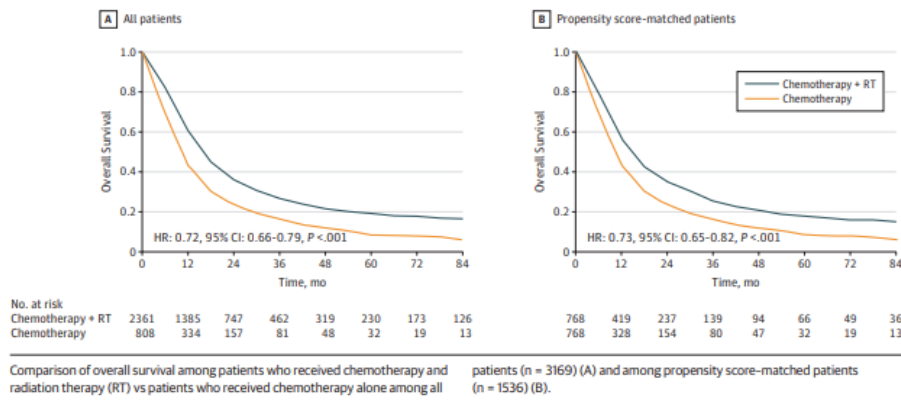 A All patients
B Propensity score-matched patients
1.0
0.8
0.6
0.4
0.2
0
Overall Survival
HR: 0.72, 95% CI: 0.66-0.79, P <.001
0 12 24 36 48 60 72 84
Time, mo
1.0
0.8
0.6
0.4
0.2
0
Overall Survival
Chemotherapy + RT
Chemotherapy
HR: 0.73, 95% CI: 0.65-0.82, P <.001
0 12 24 36 48 60 72 84
Time, mo
No. at risk
Chemotherapy + RT 2361 1385 747 462 319 230 173 126 768 419 237 139 94 66 49 36
Chemotherapy 808 334 157 81 48 32 19 13 768 328 154 80 47 32 19 13
Comparison of overall survival among patients who received chemotherapy and
radiation therapy (RT) vs patients who received chemotherapy alone among all
patients (n = 3169) (A) and among propensity score-matched patients
(n = 1536) (B).